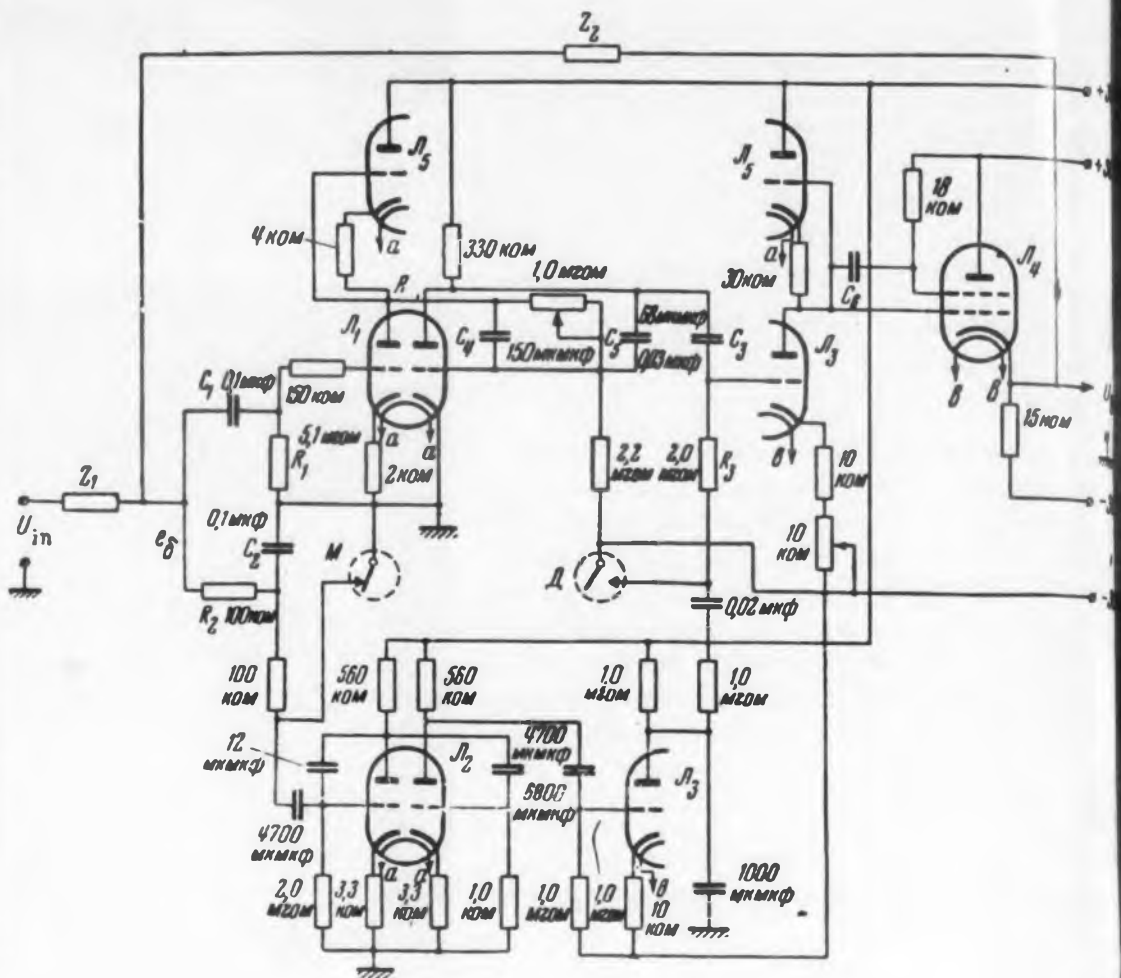 Z₂
Л₅
4 ком
а
330 ком
R
1,0 мгом
Л₁
C₄
150 мкмкф
C₅
68 мкмкф
0,03 мкф
C₃
Л₅
а
30 ком
C₆
18
ком
Л₄
Л₃
в
в
в
15 ком
C₁
0,1 мкф
150 ком
5,1 мгом
R₁
а
а
2 ком
2,2
мгом
2,0
мгом
R₃
10
ком
10
ком
Z₁
U in
e δ
0,1 мкф
C₂
R₂ 100 ком
М
Д
0,02 мкф
100
ком
560
ком
560
ком
1,0
мгом
1,0
мгом
12
мкмкф
Л₂
4700
мкмкф
Л₃
4700
мкмкф
6800
мкмкф
а
а
2,0
мгом
3,3
ком
3,3
ком
1,0
ком
1,0
мгом
1,0
мгом
в
10
ком
1000
мкмкф